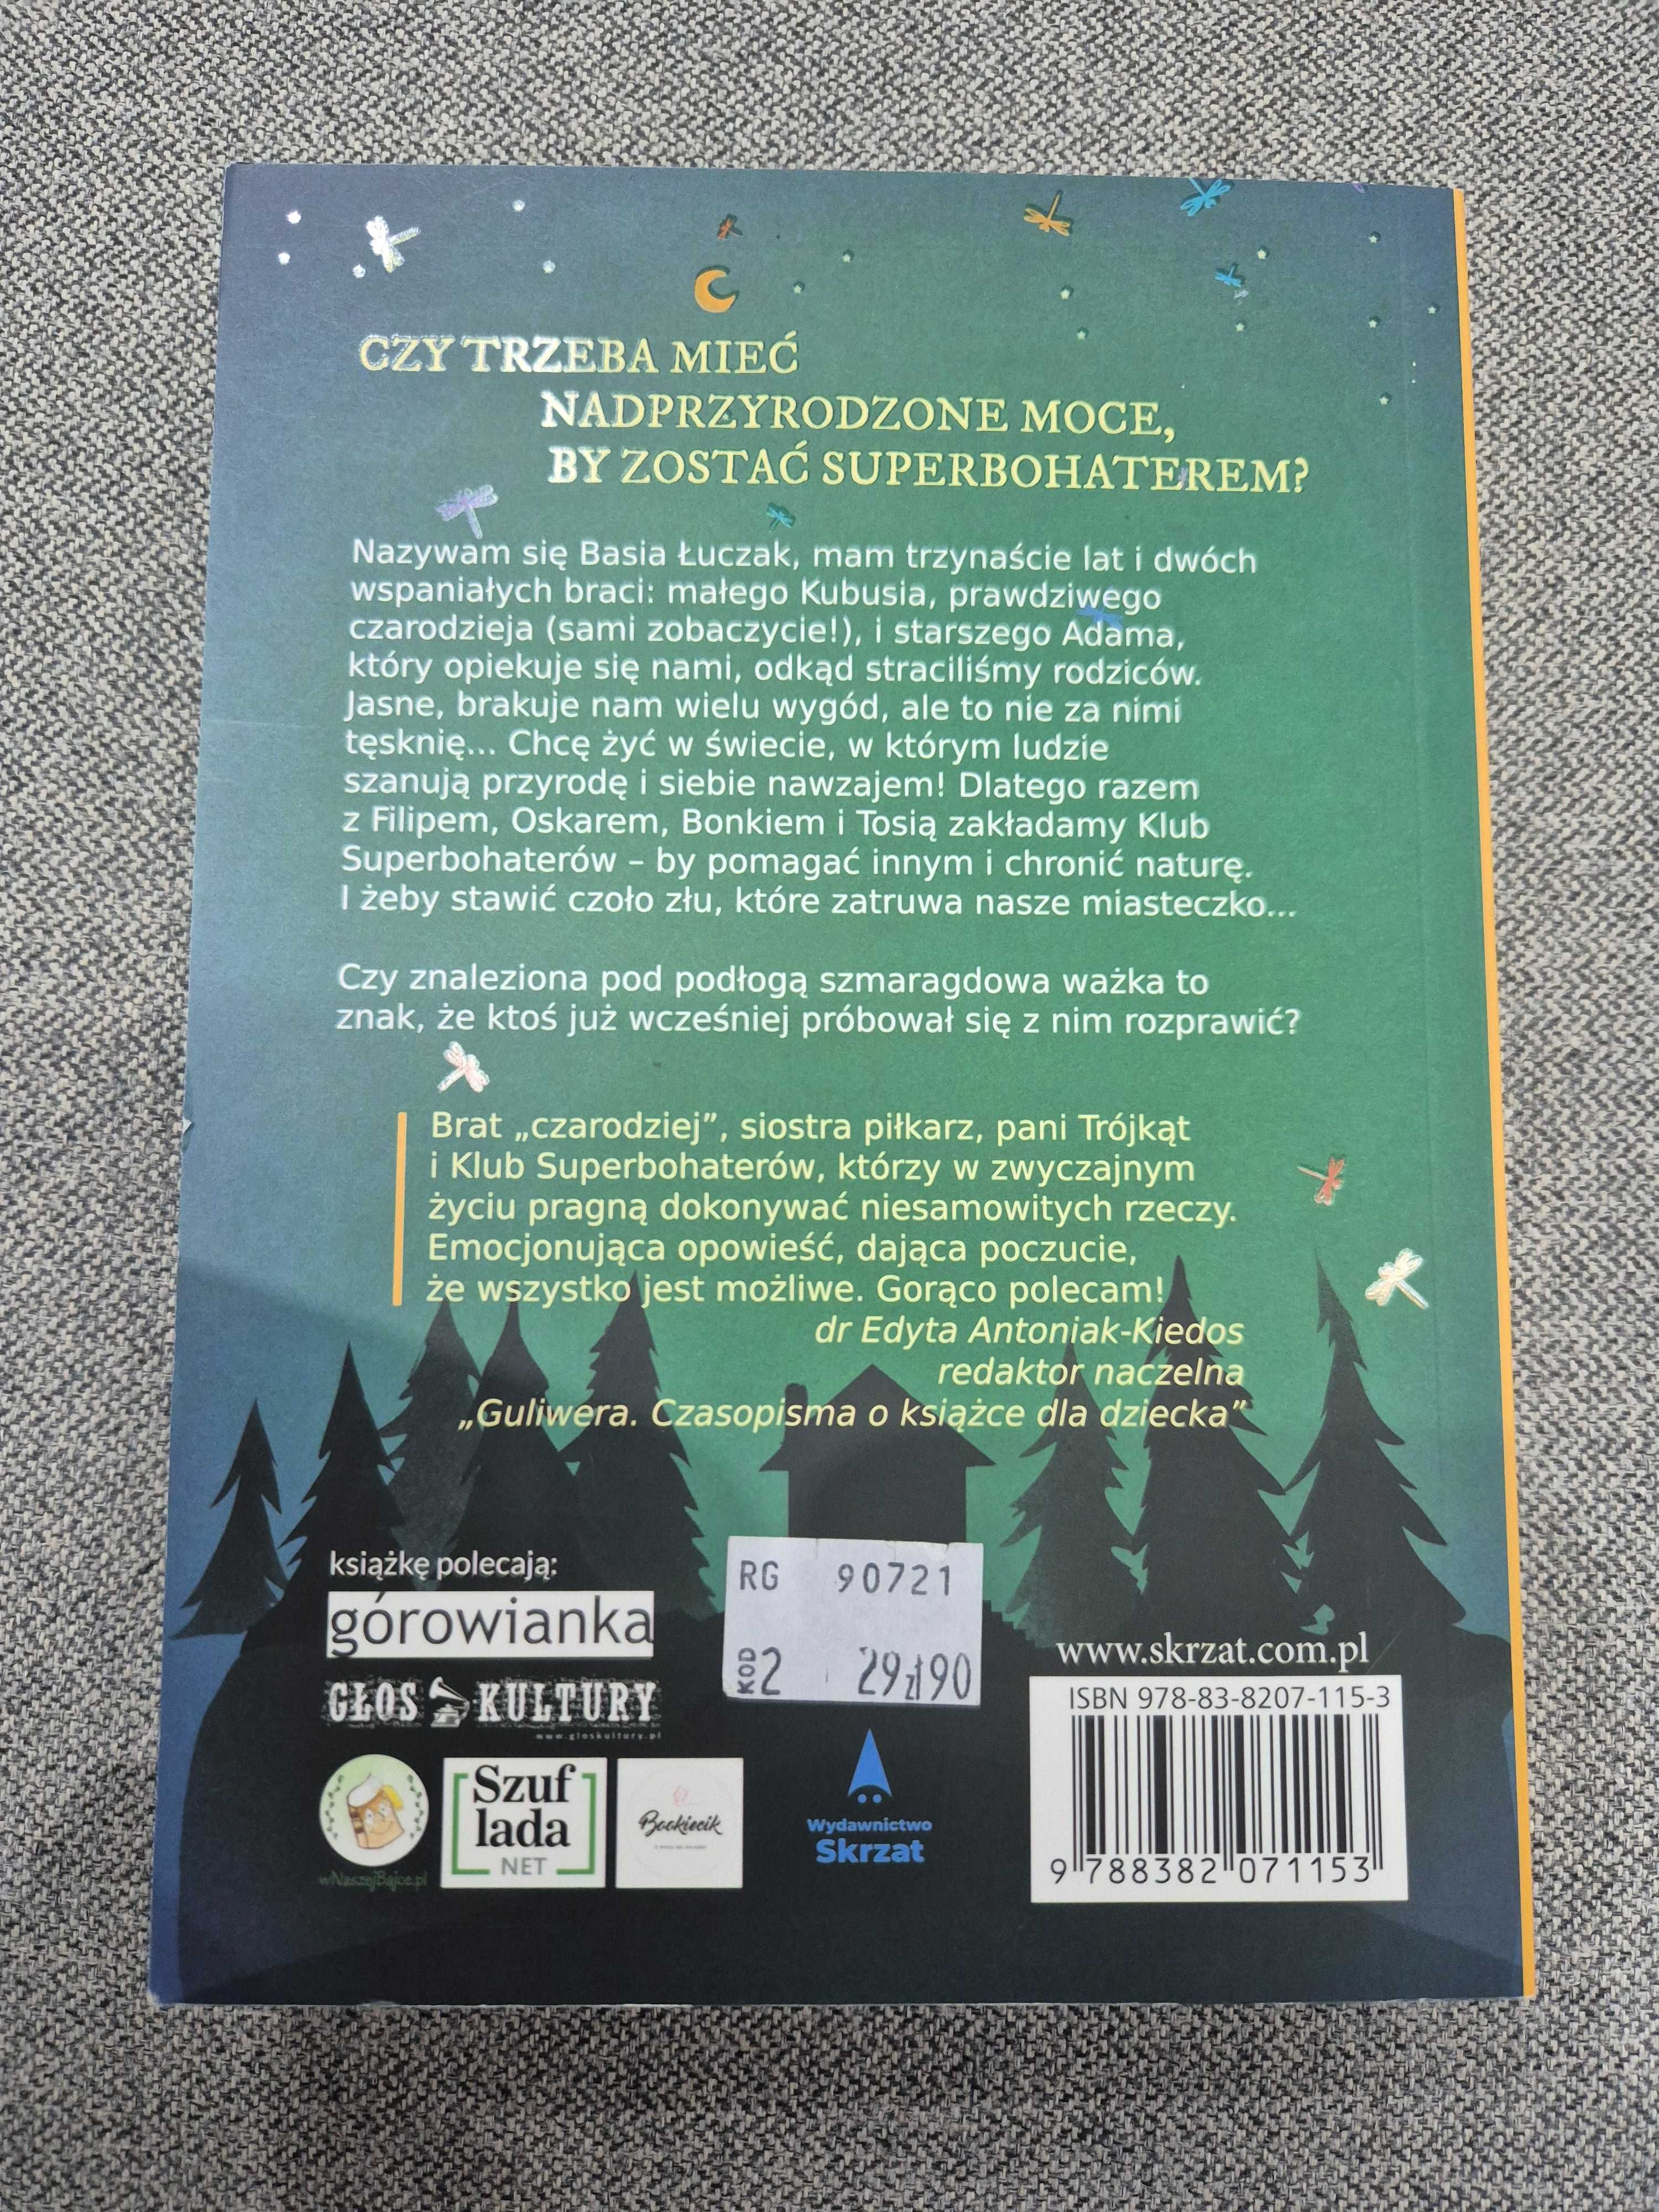 CZY TRZEBA MIEĆ
NADPRZYRODZONE MOCE,
BY ZOSTAĆ SUPERBOHATEREM?
Nazywam się Basia Łuczak, mam trzynaście lat i dwóch
wspaniałych braci: małego Kubusia, prawdziwego
czarodzieja (sami zobaczycie!), i starszego Adama,
który opiekuje się nami, odkąd straciliśmy rodziców.
Jasne, brakuje nam wielu wygód, ale to nie za nimi
tęsknię... Chcę żyć w świecie, w którym ludzie
szanują przyrodę i siebie nawzajem! Dlatego razem
z Filipem, Oskarem, Bonkiem i Tosią zakładamy Klub
Superbohaterów – by pomagać innym i chronić naturę.
I żeby stawić czoło złu, które zatruwa nasze miasteczko...
Czy znaleziona pod podłogą szmaragdowa ważka to
znak, że ktoś już wcześniej próbował się z nim rozprawić?
Brat „czarodziej”, siostra piłkarz, pani Trójkąt
i Klub Superbohaterów, którzy w zwyczajnym
życiu pragną dokonywać niesamowitych rzeczy.
Emocjonująca opowieść, dająca poczucie,
że wszystko jest możliwe. Gorąco polecam!
dr Edyta Antoniak-Kiedos
redaktor naczelna
„Guliwera. Czasopisma o książce dla dziecka”
książkę polecają:
górowianka
GŁOS KULTURY
www.gloskultury.pl
wNaszejBajce.pl
Szuf
lada
NET
Bookiecik
RG 90721
KOD 2 29zł90
Wydawnictwo
Skrzat
www.skrzat.com.pl
ISBN 978-83-8207-115-3
9 788382 071153